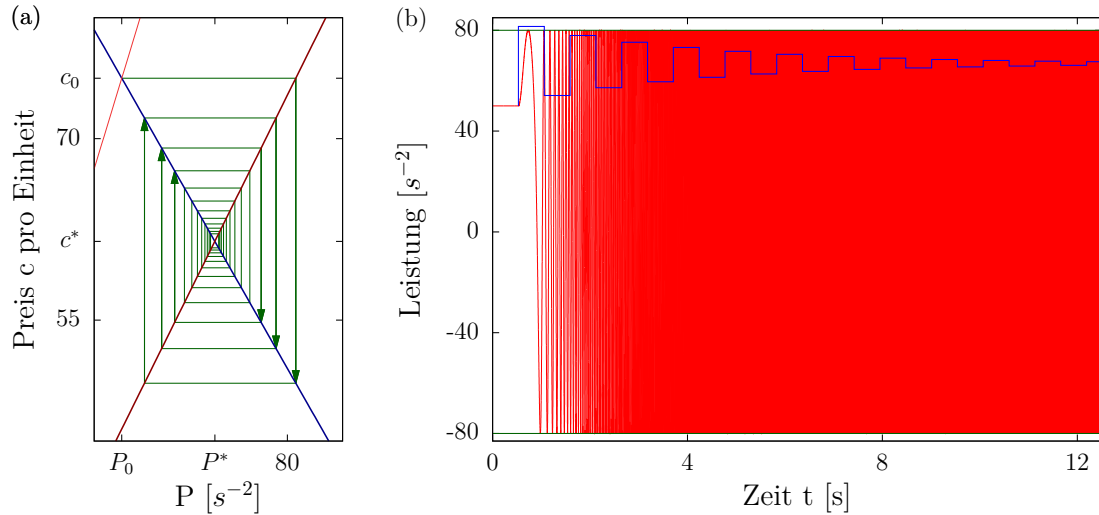 (a)
Preis c pro Einheit
c₀
70
c*
55
P₀
P*
80
P [s⁻²]
(b)
Leistung [s⁻²]
80
40
0
-40
-80
0
4
8
12
Zeit t [s]